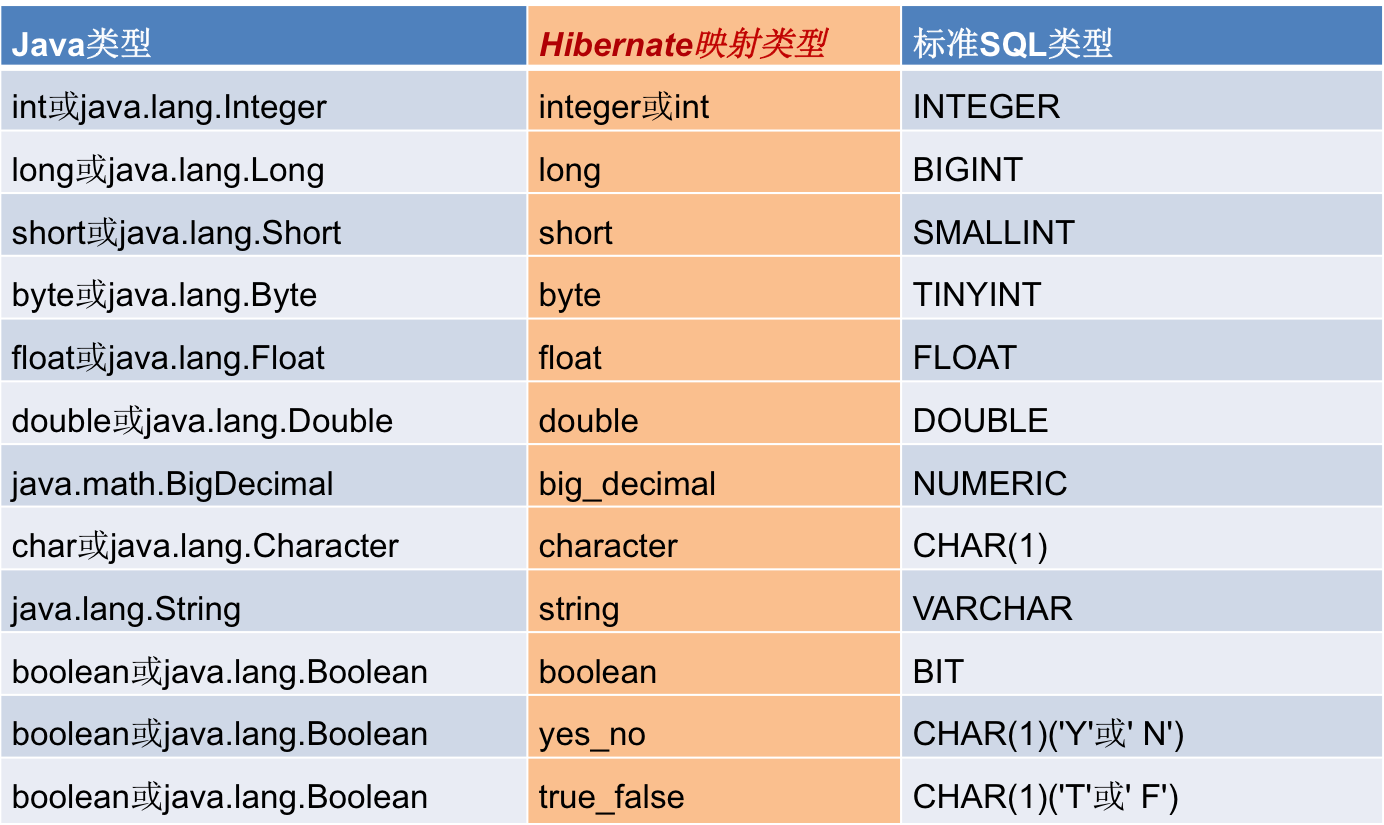 Java类型 Hibernate映射类型 标准SQL类型
int或java.lang.Integer integer或int INTEGER
long或java.lang.Long long BIGINT
short或java.lang.Short short SMALLINT
byte或java.lang.Byte byte TINYINT
float或java.lang.Float float FLOAT
double或java.lang.Double double DOUBLE
java.math.BigDecimal big_decimal NUMERIC
char或java.lang.Character character CHAR(1)
java.lang.String string VARCHAR
boolean或java.lang.Boolean boolean BIT
boolean或java.lang.Boolean yes_no CHAR(1)('Y'或' N')
boolean或java.lang.Boolean true_false CHAR(1)('T'或' F')